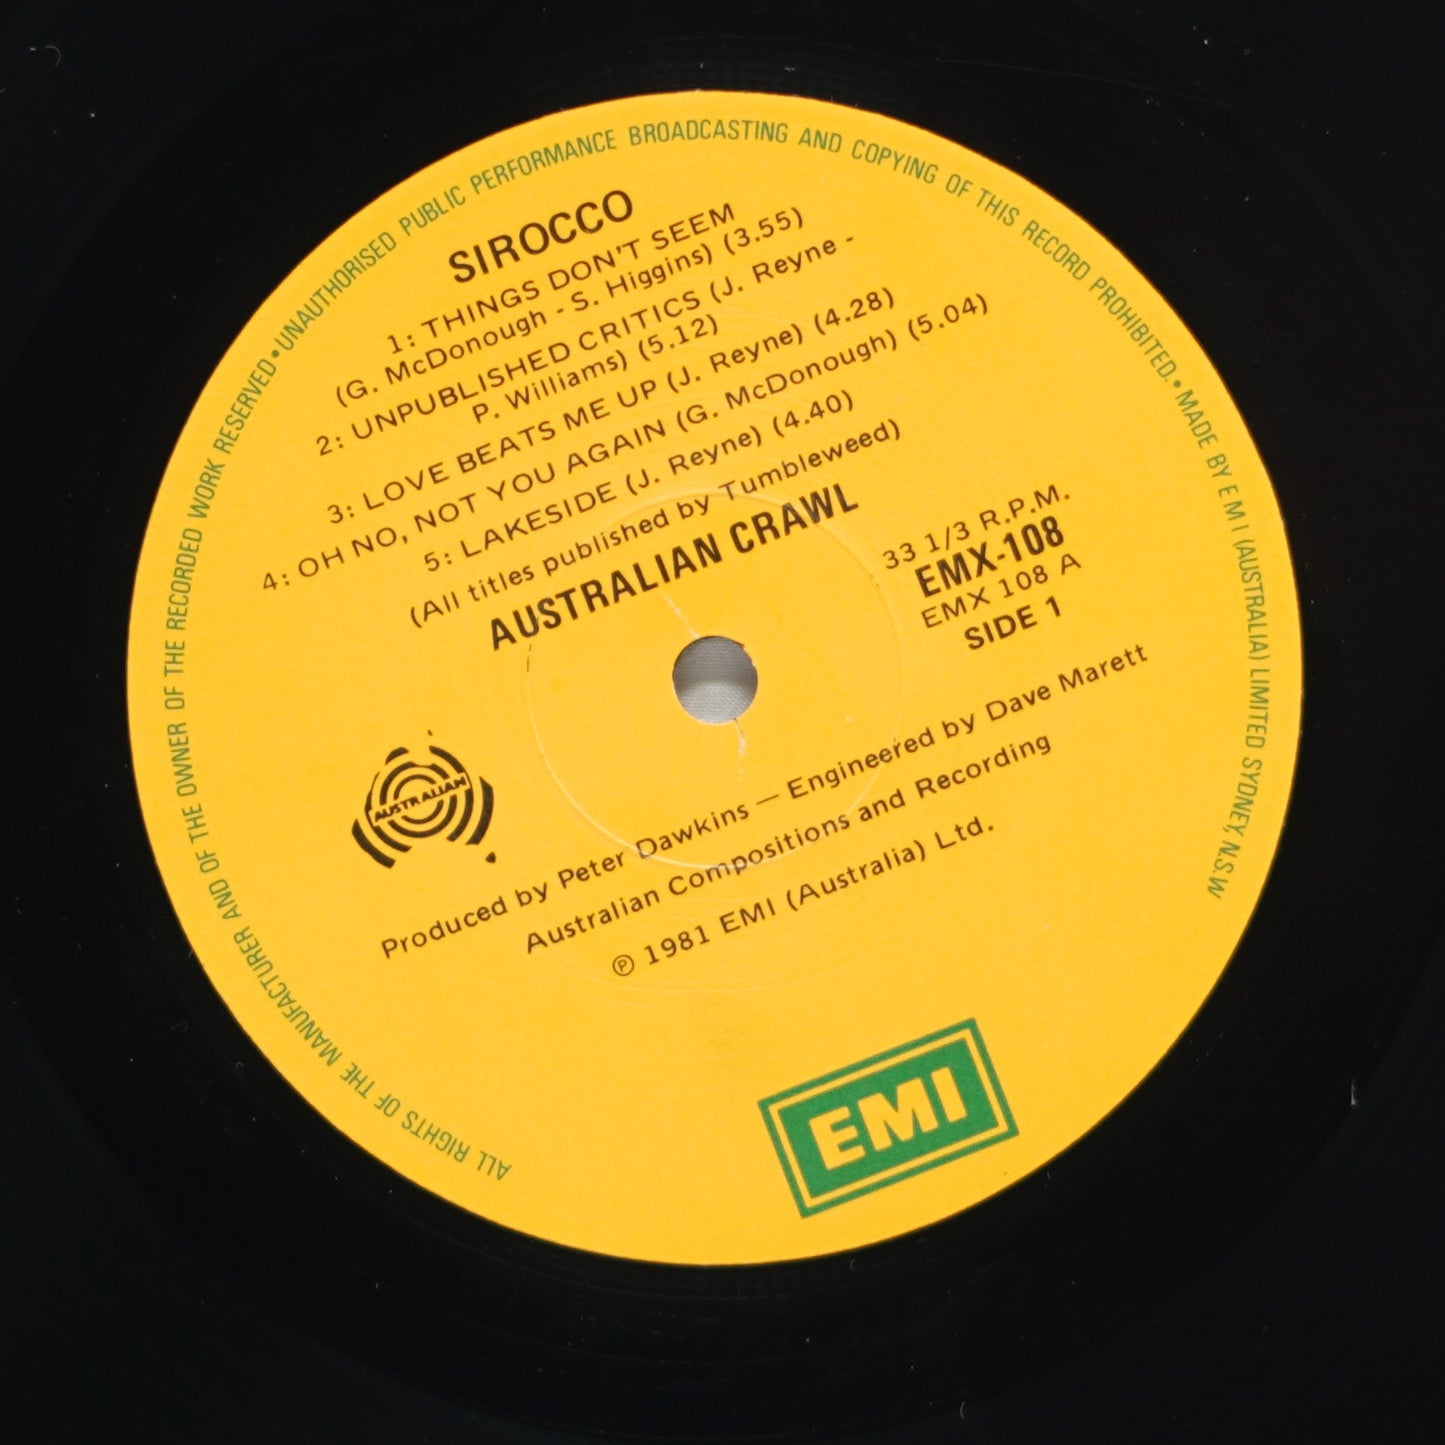 ALL RIGHTS OF THE MANUFACTURER AND OF THE OWNER OF THE RECORDED WORK RESERVED • UNAUTHORISED PUBLIC PERFORMANCE BROADCASTING AND COPYING OF THIS RECORD PROHIBITED. • MADE BY EMI (AUSTRALIA) LIMITED SYDNEY, N.S.W
SIROCCO
1: THINGS DON'T SEEM
(G. McDonough - S. Higgins) (3.55)
2: UNPUBLISHED CRITICS (J. Reyne -
P. Williams) (5.12)
3: LOVE BEATS ME UP (J. Reyne) (4.28)
4: OH NO, NOT YOU AGAIN (G. McDonough) (5.04)
5: LAKESIDE (J. Reyne) (4.40)
(All titles published by Tumbleweed)
AUSTRALIAN CRAWL
33 1/3 R.P.M.
EMX-108
EMX 108 A
SIDE 1
AUSTRALIAN
Produced by Peter Dawkins — Engineered by Dave Marett
Australian Compositions and Recording
℗ 1981 EMI (Australia) Ltd.
EMI